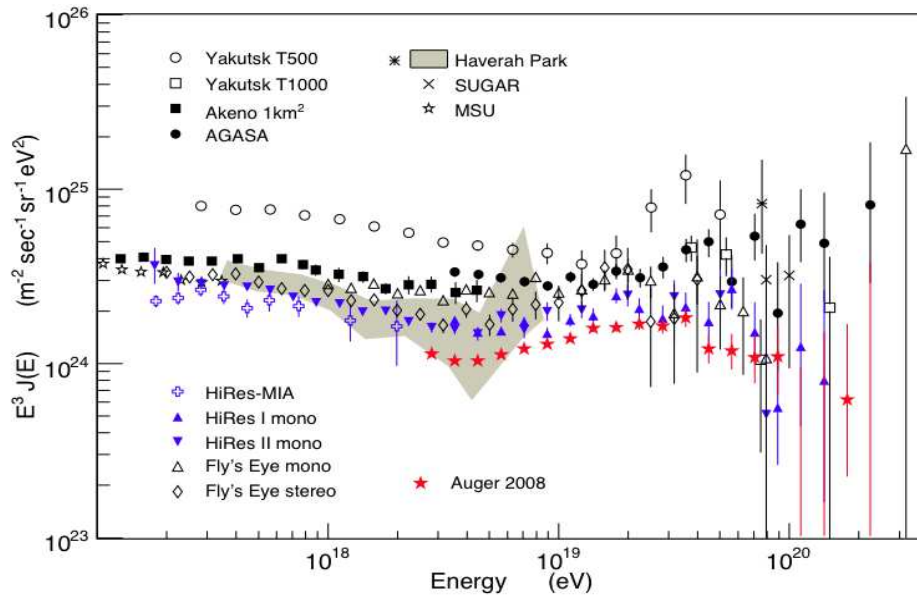 10^26
Yakutsk T500
Yakutsk T1000
Akeno 1km²
AGASA
Haverah Park
SUGAR
MSU
10^25
E^3 J(E) (m^-2 sec^-1 sr^-1 eV^2)
10^24
HiRes-MIA
HiRes I mono
HiRes II mono
Fly's Eye mono
Fly's Eye stereo
Auger 2008
10^23
10^18
10^19
10^20
Energy (eV)